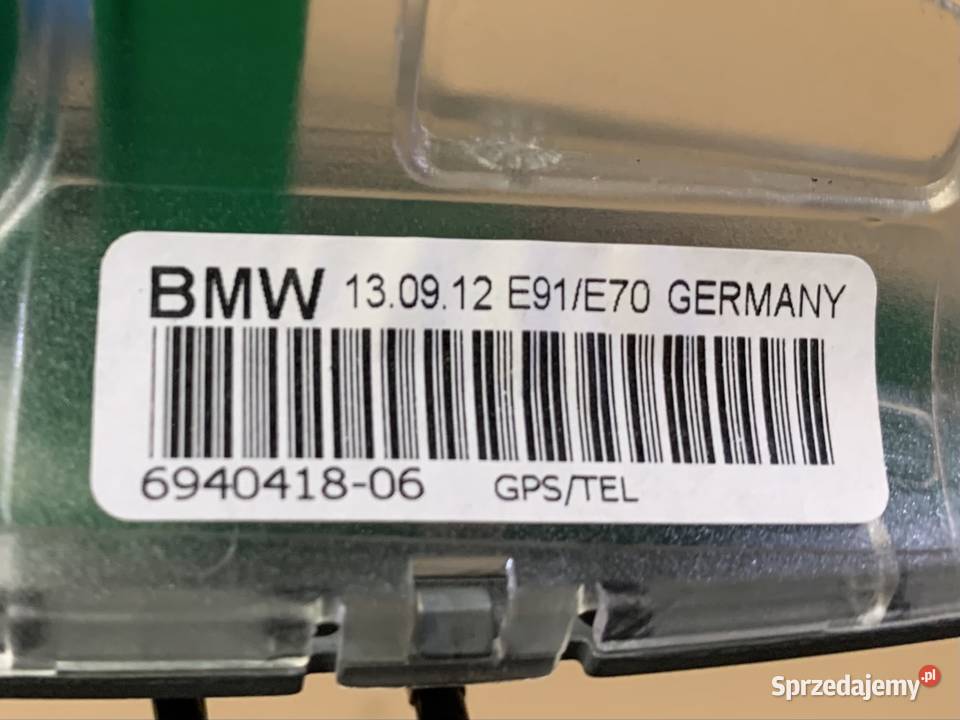 BMW 13.09.12 E91/E70 GERMANY
6940418-06 GPS/TEL
Sprzedajemy.pl